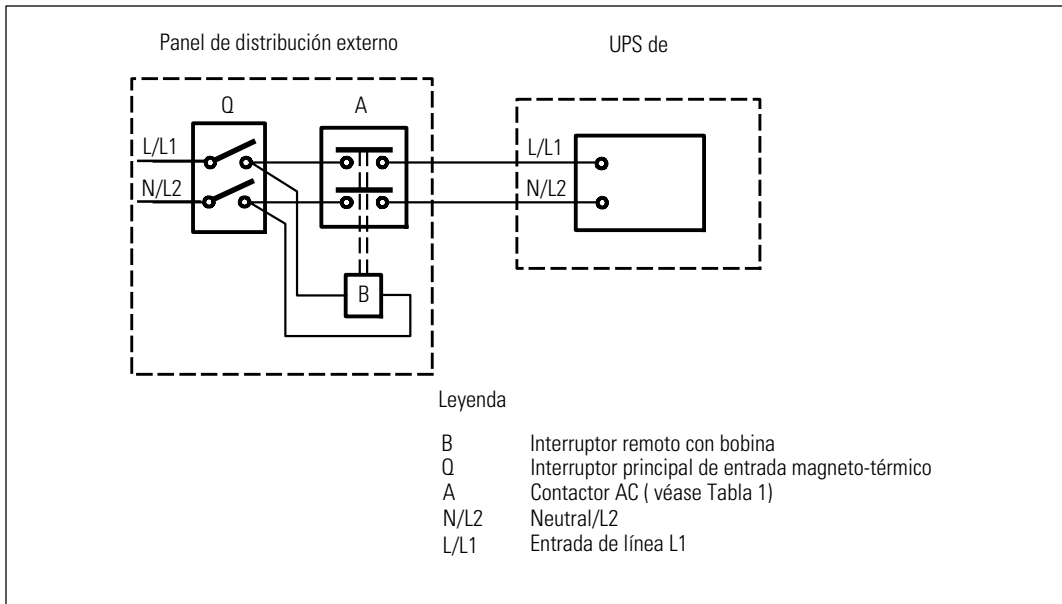 Panel de distribución externo
UPS de
Q
A
L/L1
N/L2
L/L1
N/L2
B
Leyenda
B Interruptor remoto con bobina
Q Interruptor principal de entrada magneto-térmico
A Contactor AC ( véase Tabla 1)
N/L2 Neutral/L2
L/L1 Entrada de línea L1